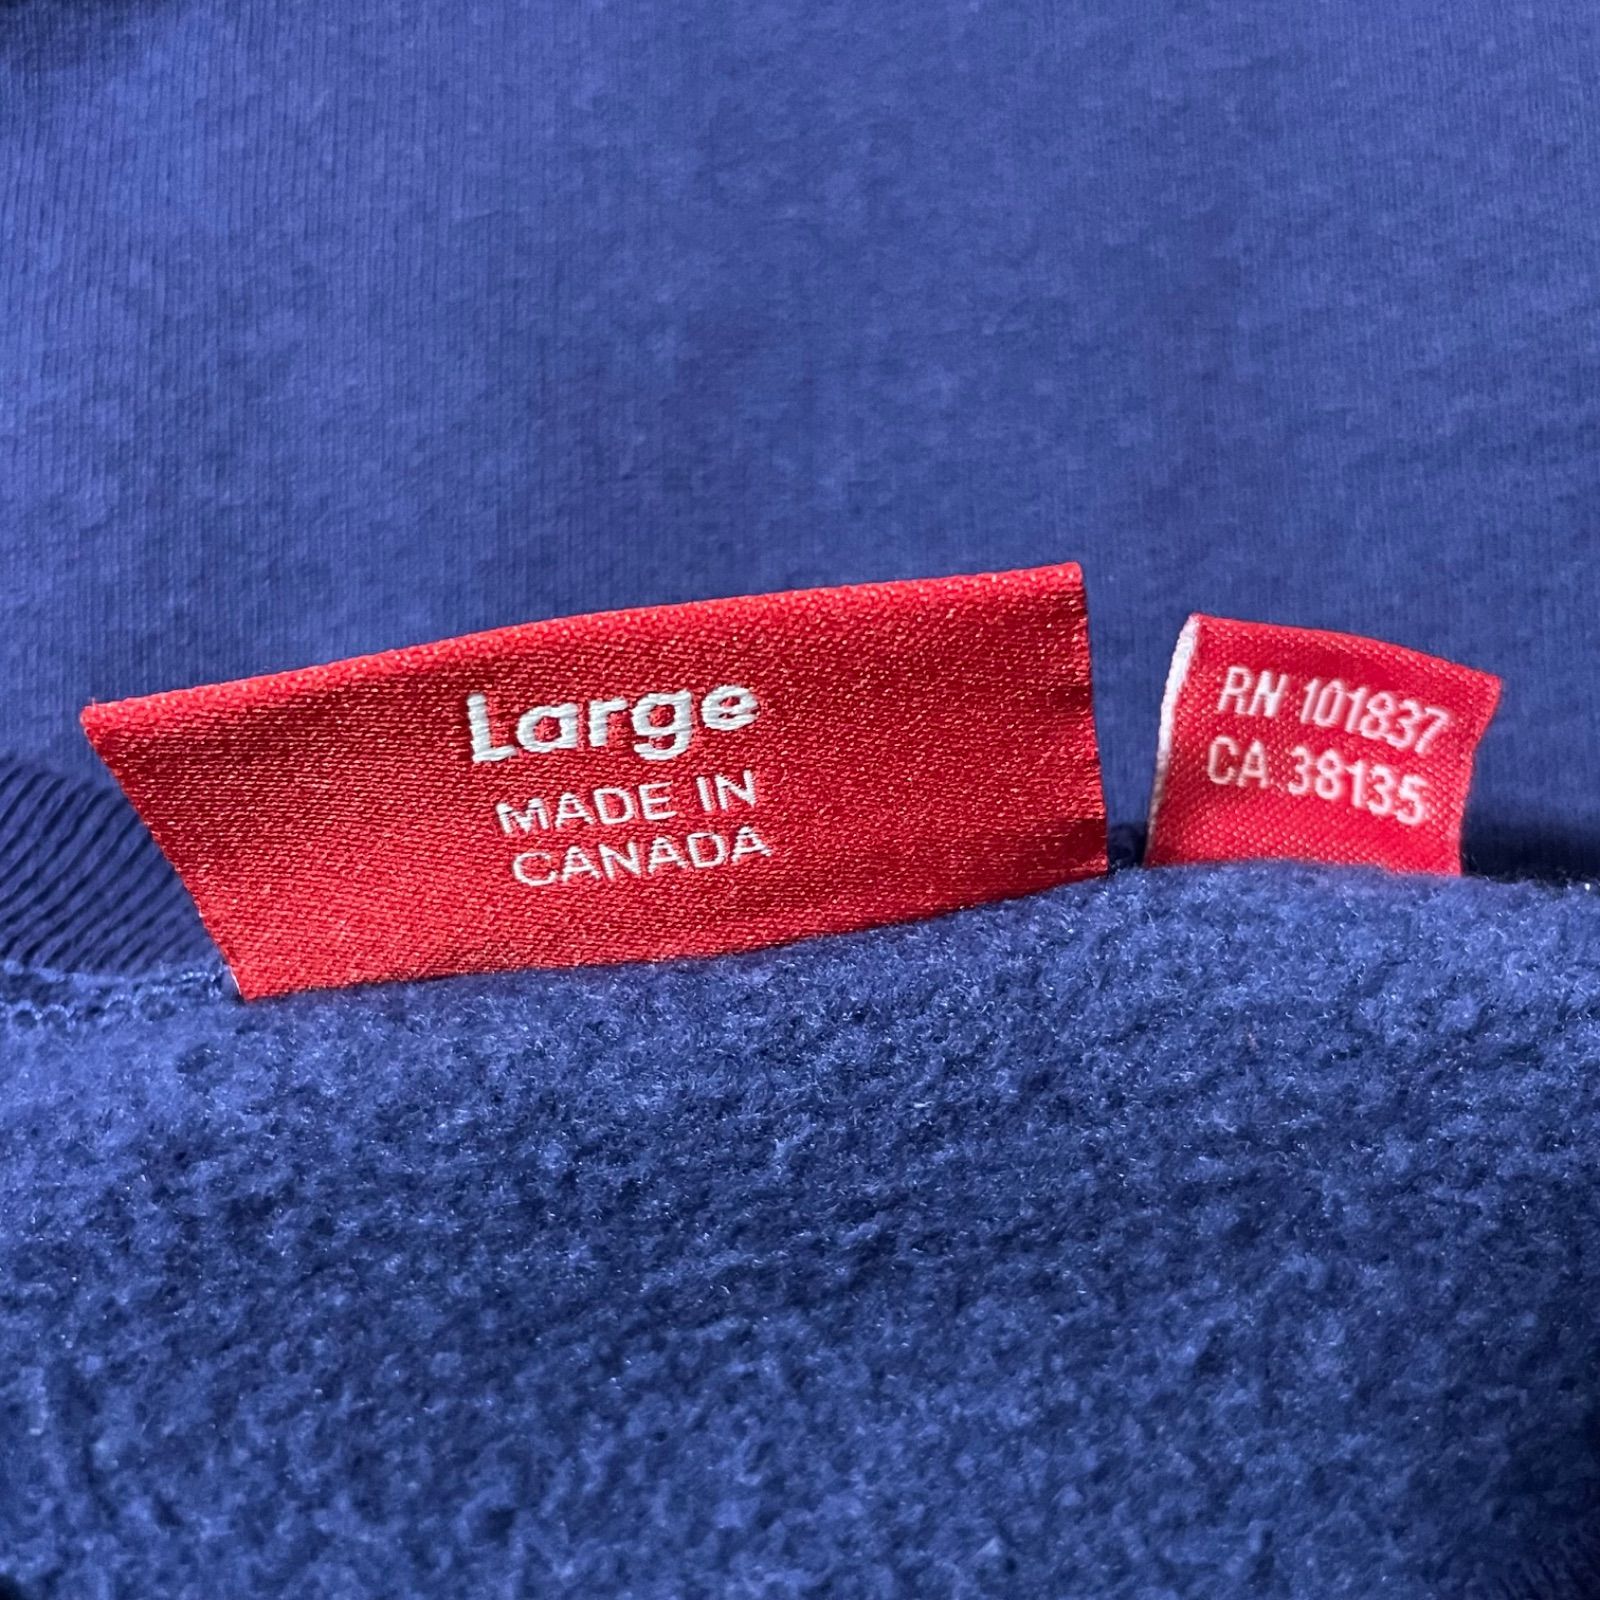 Large
MADE IN
CANADA
RN 101837
CA 38135